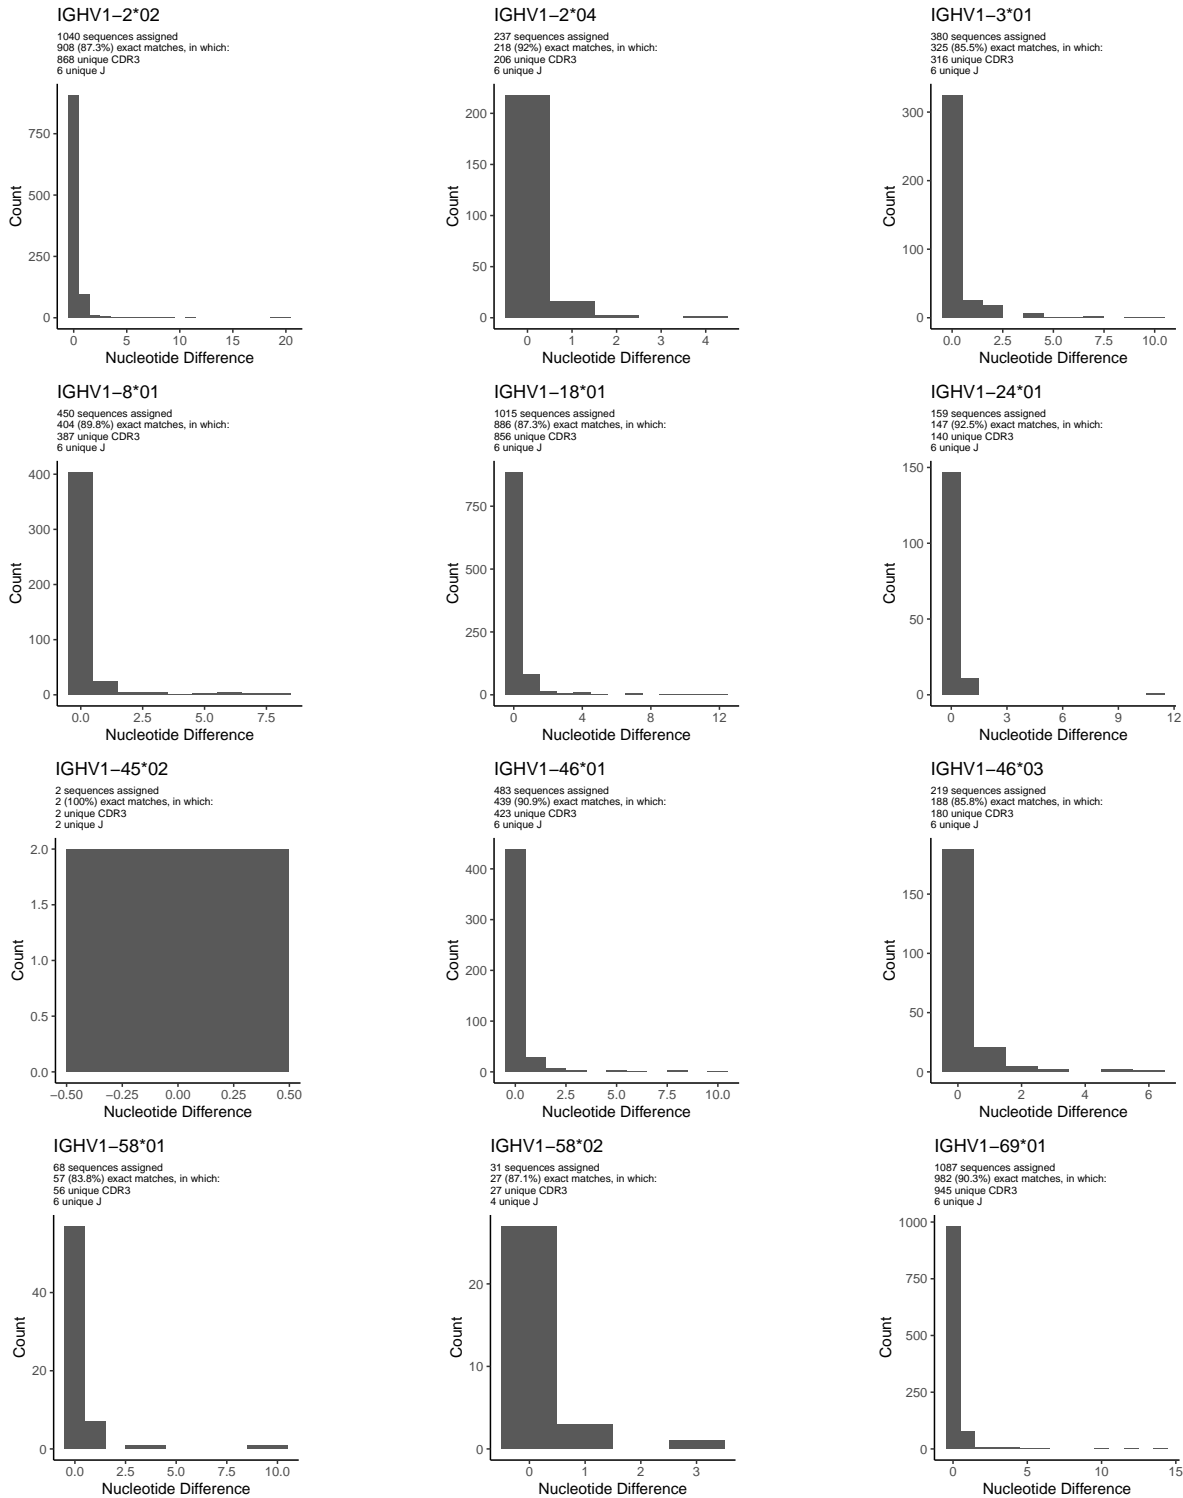 IGHV1−2*02
1040 sequences assigned
908 (87.3%) exact matches, in which:
868 unique CDR3
6 unique J
Count
750
500
250
0
0 5 10 15 20
Nucleotide Difference
IGHV1−2*04
237 sequences assigned
218 (92%) exact matches, in which:
206 unique CDR3
6 unique J
Count
200
150
100
50
0
0 1 2 3 4
Nucleotide Difference
IGHV1−3*01
380 sequences assigned
325 (85.5%) exact matches, in which:
316 unique CDR3
6 unique J
Count
300
200
100
0
0.0 2.5 5.0 7.5 10.0
Nucleotide Difference
IGHV1−8*01
450 sequences assigned
404 (89.8%) exact matches, in which:
387 unique CDR3
6 unique J
Count
400
300
200
100
0
0.0 2.5 5.0 7.5
Nucleotide Difference
IGHV1−18*01
1015 sequences assigned
886 (87.3%) exact matches, in which:
856 unique CDR3
6 unique J
Count
750
500
250
0
0 4 8 12
Nucleotide Difference
IGHV1−24*01
159 sequences assigned
147 (92.5%) exact matches, in which:
140 unique CDR3
6 unique J
Count
150
100
50
0
0 3 6 9 12
Nucleotide Difference
IGHV1−45*02
2 sequences assigned
2 (100%) exact matches, in which:
2 unique CDR3
2 unique J
Count
2.0
1.5
1.0
0.5
0.0
−0.50 −0.25 0.00 0.25 0.50
Nucleotide Difference
IGHV1−46*01
483 sequences assigned
439 (90.9%) exact matches, in which:
423 unique CDR3
6 unique J
Count
400
300
200
100
0
0.0 2.5 5.0 7.5 10.0
Nucleotide Difference
IGHV1−46*03
219 sequences assigned
188 (85.8%) exact matches, in which:
180 unique CDR3
6 unique J
Count
150
100
50
0
0 2 4 6
Nucleotide Difference
IGHV1−58*01
68 sequences assigned
57 (83.8%) exact matches, in which:
56 unique CDR3
6 unique J
Count
40
20
0
0.0 2.5 5.0 7.5 10.0
Nucleotide Difference
IGHV1−58*02
31 sequences assigned
27 (87.1%) exact matches, in which:
27 unique CDR3
4 unique J
Count
20
10
0
0 1 2 3
Nucleotide Difference
IGHV1−69*01
1087 sequences assigned
982 (90.3%) exact matches, in which:
945 unique CDR3
6 unique J
Count
1000
750
500
250
0
0 5 10 15
Nucleotide Difference